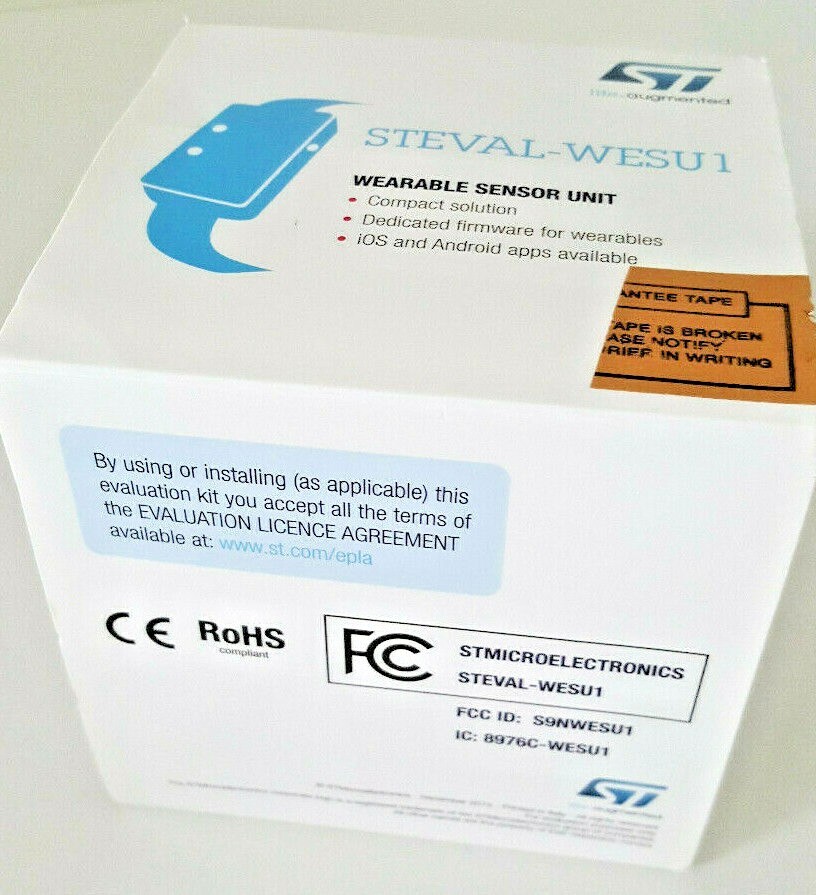 ST
life.augmented
STEVAL-WESU1
WEARABLE SENSOR UNIT
• Compact solution
• Dedicated firmware for wearables
• iOS and Android apps available
ANTEE TAPE
APE IS BROKEN
ASE NOTIFY
RIEF IN WRITING
By using or installing (as applicable) this
evaluation kit you accept all the terms of
the EVALUATION LICENCE AGREEMENT
available at: www.st.com/epla
CE RoHS
compliant
FCC
STMICROELECTRONICS
STEVAL-WESU1
FCC ID: S9NWESU1
IC: 8976C-WESU1
ST